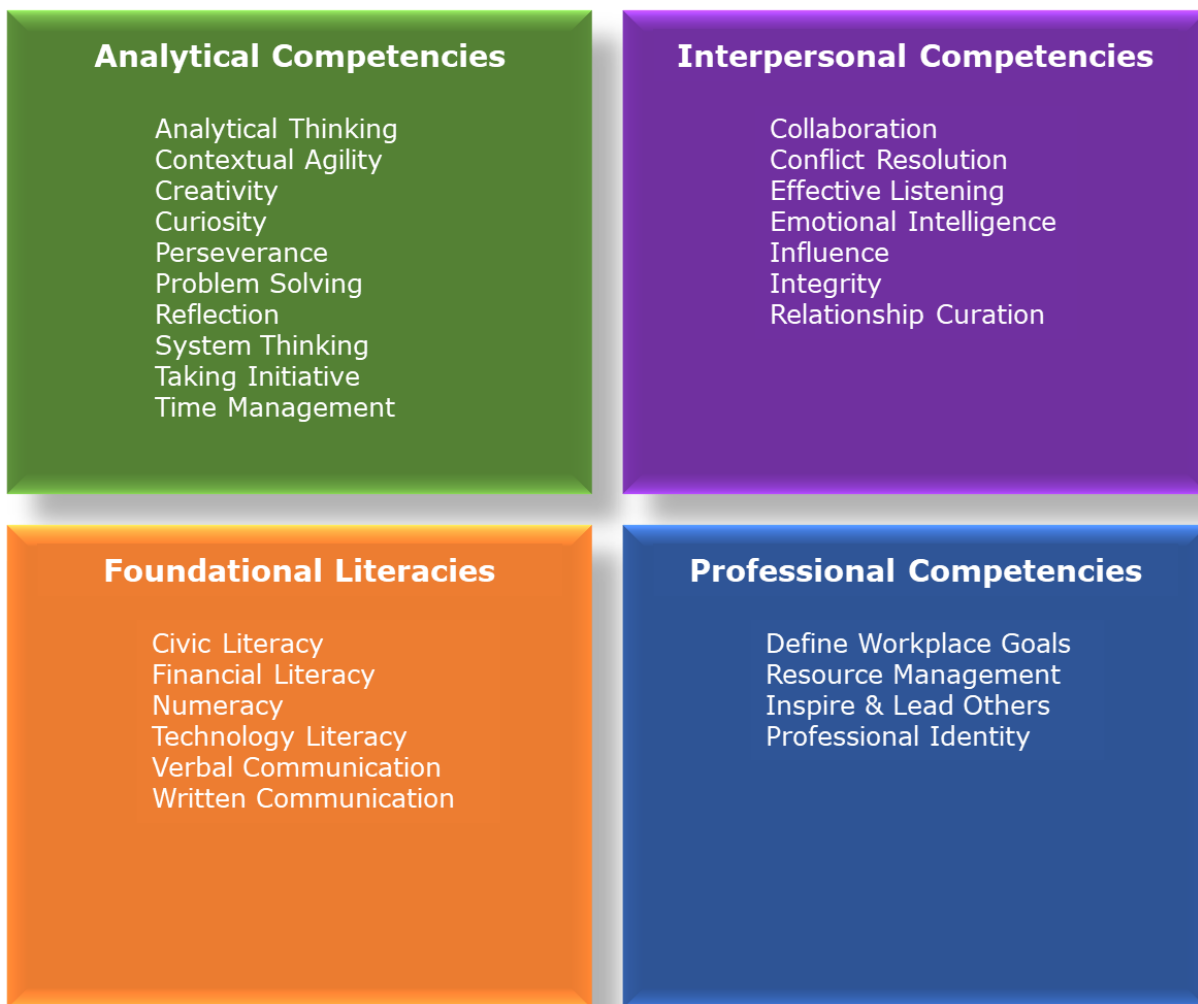 Analytical Competencies
Analytical Thinking
Contextual Agility
Creativity
Curiosity
Perseverance
Problem Solving
Reflection
System Thinking
Taking Initiative
Time Management
Interpersonal Competencies
Collaboration
Conflict Resolution
Effective Listening
Emotional Intelligence
Influence
Integrity
Relationship Curation
Foundational Literacies
Civic Literacy
Financial Literacy
Numeracy
Technology Literacy
Verbal Communication
Written Communication
Professional Competencies
Define Workplace Goals
Resource Management
Inspire & Lead Others
Professional Identity